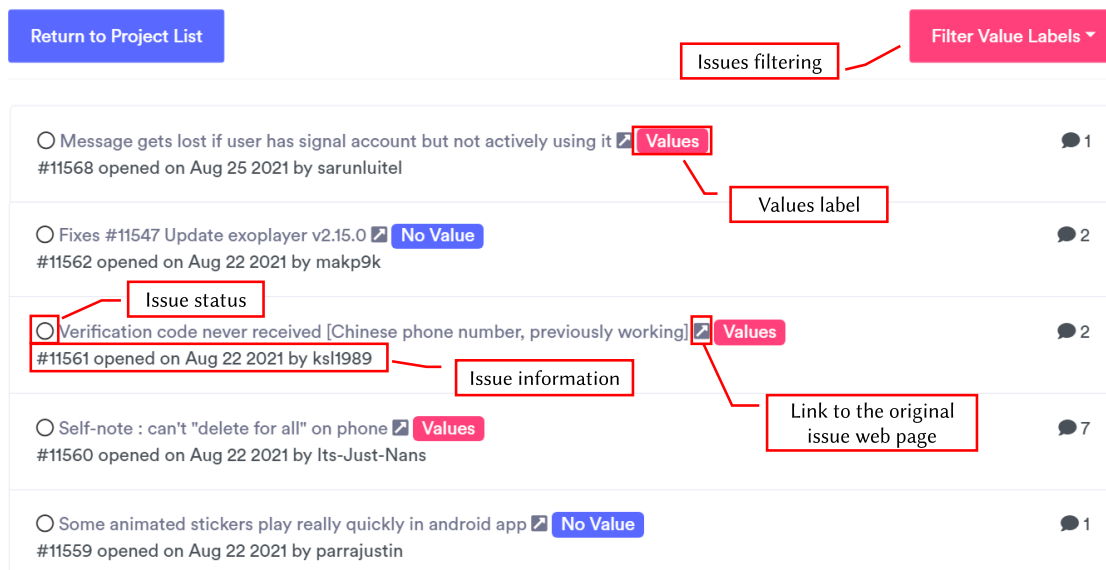 Return to Project List
Filter Value Labels
Issues filtering
Message gets lost if user has signal account but not actively using it Values 1
#11568 opened on Aug 25 2021 by sarunluitel
Values label
Fixes #11547 Update exoplayer v2.15.0 No Value 2
#11562 opened on Aug 22 2021 by makp9k
Issue status
Verification code never received [Chinese phone number, previously working] Values 2
#11561 opened on Aug 22 2021 by ksl1989
Issue information
Link to the original
issue web page
Self-note : can't "delete for all" on phone Values 7
#11560 opened on Aug 22 2021 by Its-Just-Nans
Some animated stickers play really quickly in android app No Value 1
#11559 opened on Aug 22 2021 by parrajustin